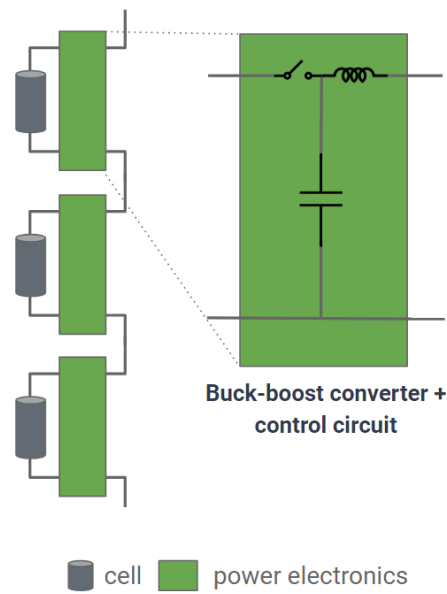 Buck-boost converter +
control circuit
cell power electronics